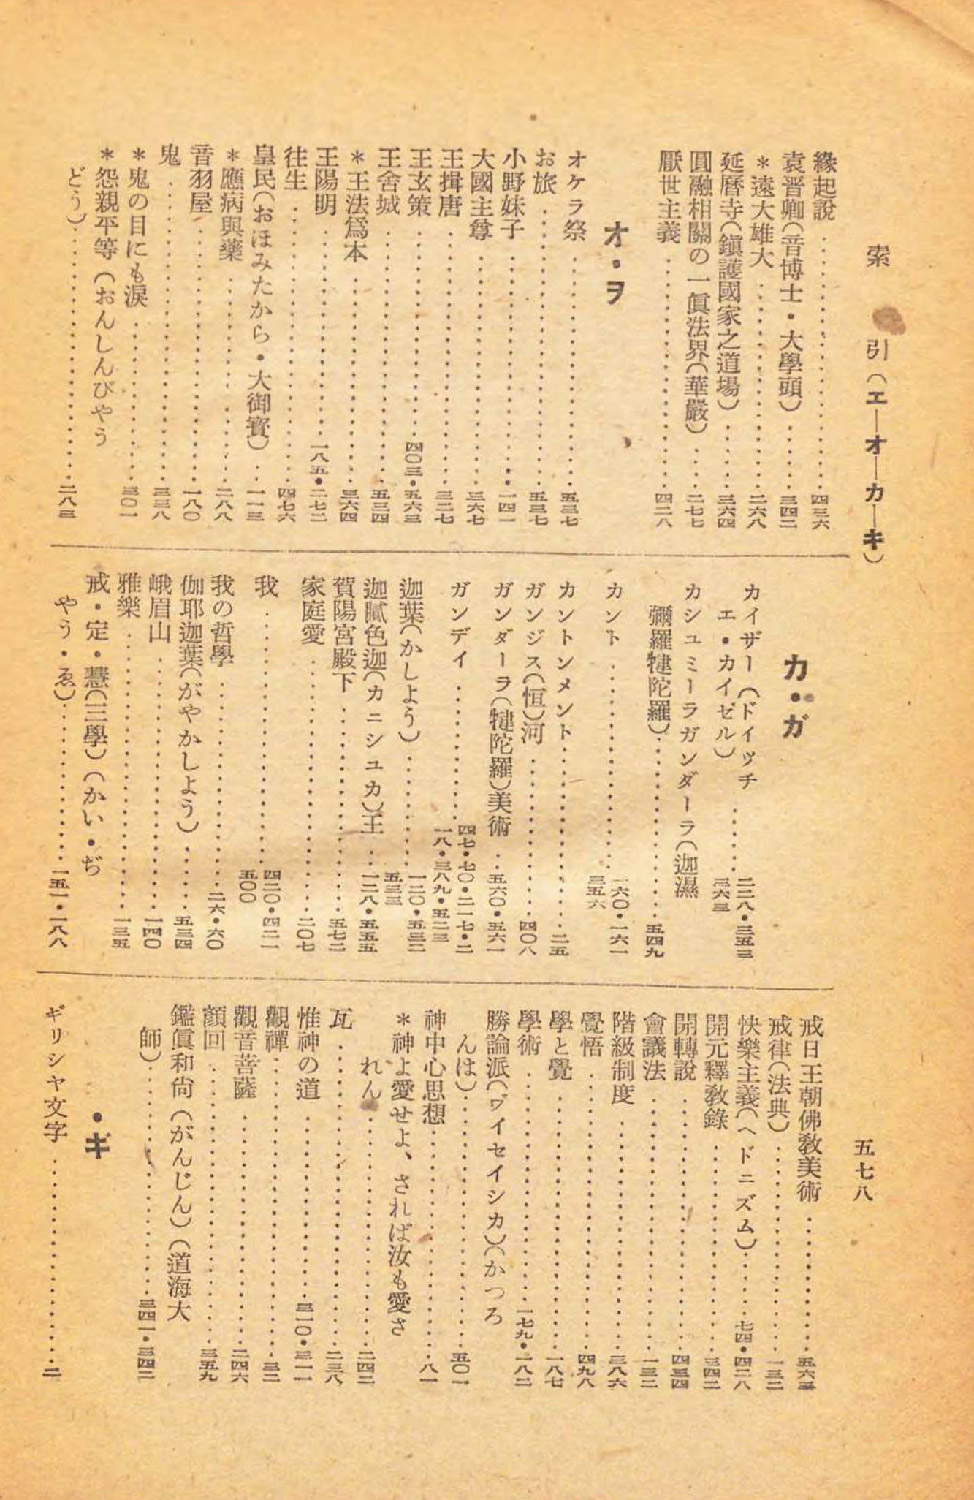 索　引（エ―オ―カ―キ）
五七八
緣起說……四三六
袁晋卿（音博士・大學頭）……三四二
＊遠大雄大……二六八
延曆寺（鎭護國家之道場）……三六四
圓融相關の一眞法界（華嚴）……二七七
厭世主義……四二八
オ・ヲ
オケラ祭……五三七
お旅……五三七
小野妹子……一四一
大國主尊……三六七
王揖唐……三二七
王玄策……四〇三・五六三
王舍城……五三四
＊王法爲本……三六四
王陽明……一八五・二七二
往生……四七六
皇民（おほみたから・大御寶）……一一三
＊應病與藥……二八八
音羽屋……一八〇
鬼……三三八
＊鬼の目にも淚……三〇一
＊怨親平等（おんしんびやう
どう）……二八三
カ・ガ
カイザー（ドイッチ
エ・カイゼル）……二二八・三五三
三六三
カシュミーラガンダーラ（迦濕
彌羅犍陀羅）……五四九
カント……一六〇・一六一
三五六
カントンメント……二五
ガンジス（恒）河……四〇八
ガンダーラ（犍陀羅）美術……五六〇・五六一
ガンデイ……四七・七〇・二一七・二
一八・三八九・五二三
迦葉（かしよう）……一二〇・五三二
五三三
迦膩色迦（カニシュカ）王……一二八・五五五
賀陽宮殿下……五七二
家庭愛……二〇七
我……四二〇・四二一
五〇〇
我の哲學……二六・六〇
伽耶迦葉（がやかしよう）……五三四
峨眉山……一四〇
雅樂……一三五
戒・定・慧（三學）（かい・ぢ
やう・ゑ）……一五一・一八八
戒日王朝佛敎美術……五六三
戒律（法典）……一三二
快樂主義（ヘドニズム）……七四・四二八
開元釋敎錄……三四二
開轉說……四三四
會議法……一三二
階級制度……三八六
覺悟……四九八
學と覺……一八七
學術……一七九・一八二
勝論派（ヷイセイシカ）（かつろ
んは）……五〇一
神中心思想……八一
＊神よ愛せよ、されば汝も愛さ
れん……二四二
瓦……二三八
惟神の道……三一〇・三一一
觀禪……三二
觀音菩薩……二四六
顏回……三五九
鑑眞和尙（がんじん）（道海大
師）……三四一・三四二
・ギ
ギリシヤ文字……二